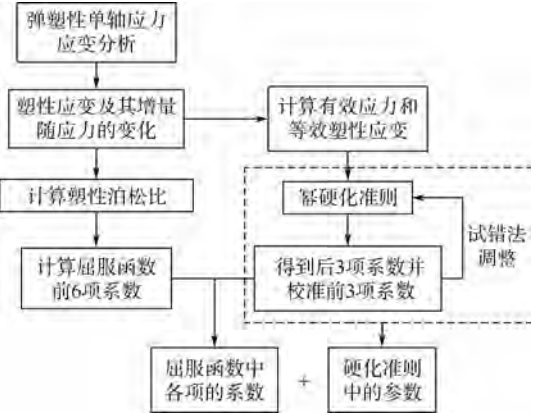 弹塑性单轴应力
应变分析
塑性应变及其增量
随应力的变化
计算有效应力和
等效塑性应变
计算塑性泊松比
幂硬化准则
试错法
调整
计算屈服函数
前6项系数
得到后3项系数并
校准前3项系数
屈服函数中
各项的系数
+
硬化准则
中的参数